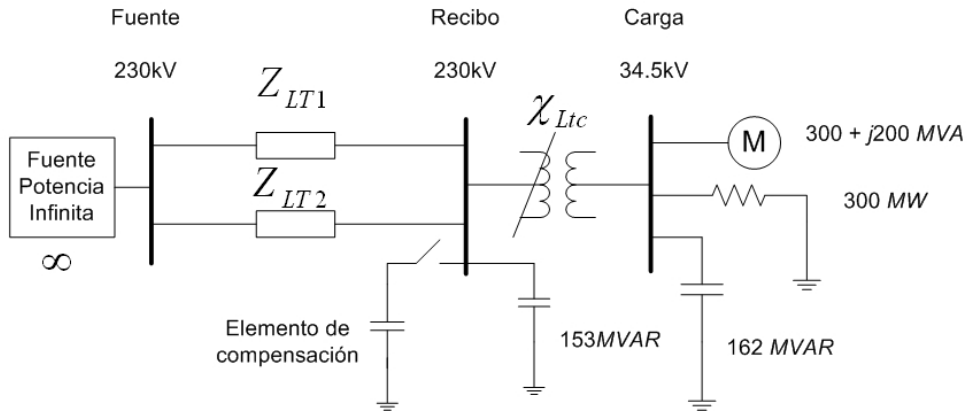 Fuente
Recibo
Carga
230kV
230kV
34.5kV
Z_LT1
χ_Ltc
M
300 + j200 MVA
Fuente
Potencia
Infinita
Z_LT2
300 MW
∞
Elemento de
compensación
153MVAR
162 MVAR